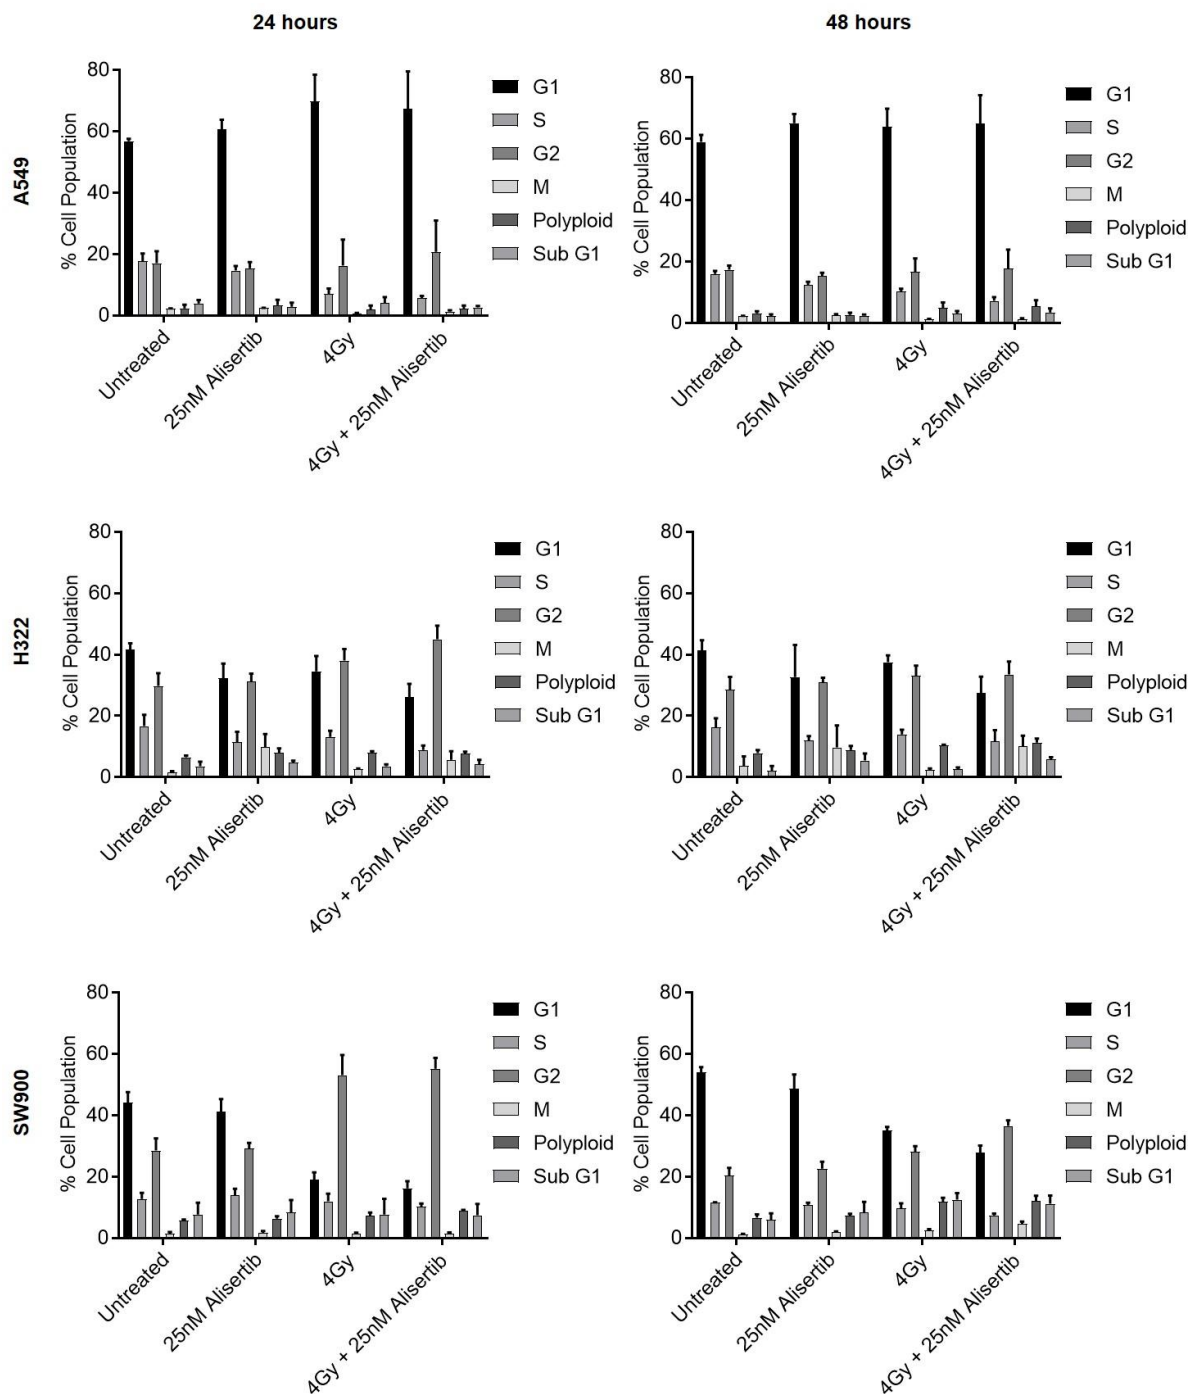 24 hours
48 hours
A549
% Cell Population
80
60
40
20
0
Untreated
25nM Alisertib
4Gy
4Gy + 25nM Alisertib
G1
S
G2
M
Polyploid
Sub G1
% Cell Population
80
60
40
20
0
Untreated
25nM Alisertib
4Gy
4Gy + 25nM Alisertib
G1
S
G2
M
Polyploid
Sub G1
H322
% Cell Population
80
60
40
20
0
Untreated
25nM Alisertib
4Gy
4Gy + 25nM Alisertib
G1
S
G2
M
Polyploid
Sub G1
% Cell Population
80
60
40
20
0
Untreated
25nM Alisertib
4Gy
4Gy + 25nM Alisertib
G1
S
G2
M
Polyploid
Sub G1
SW900
% Cell Population
80
60
40
20
0
Untreated
25nM Alisertib
4Gy
4Gy + 25nM Alisertib
G1
S
G2
M
Polyploid
Sub G1
% Cell Population
80
60
40
20
0
Untreated
25nM Alisertib
4Gy
4Gy + 25nM Alisertib
G1
S
G2
M
Polyploid
Sub G1